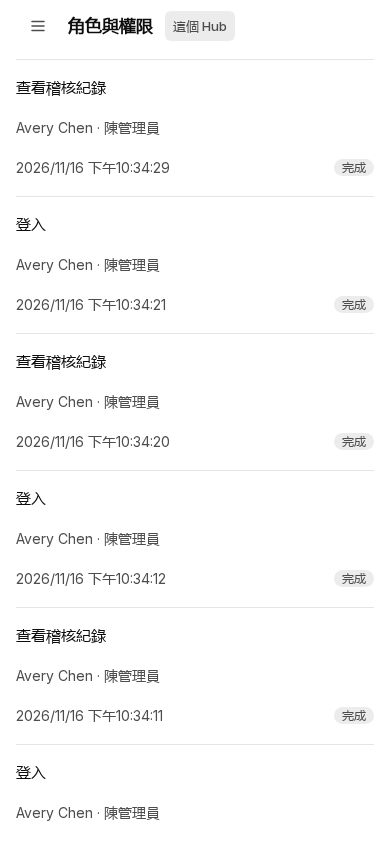 角色與權限 這個 Hub
查看稽核紀錄
Avery Chen · 陳管理員
2026/11/16 下午10:34:29 完成
登入
Avery Chen · 陳管理員
2026/11/16 下午10:34:21 完成
查看稽核紀錄
Avery Chen · 陳管理員
2026/11/16 下午10:34:20 完成
登入
Avery Chen · 陳管理員
2026/11/16 下午10:34:12 完成
查看稽核紀錄
Avery Chen · 陳管理員
2026/11/16 下午10:34:11 完成
登入
Avery Chen · 陳管理員